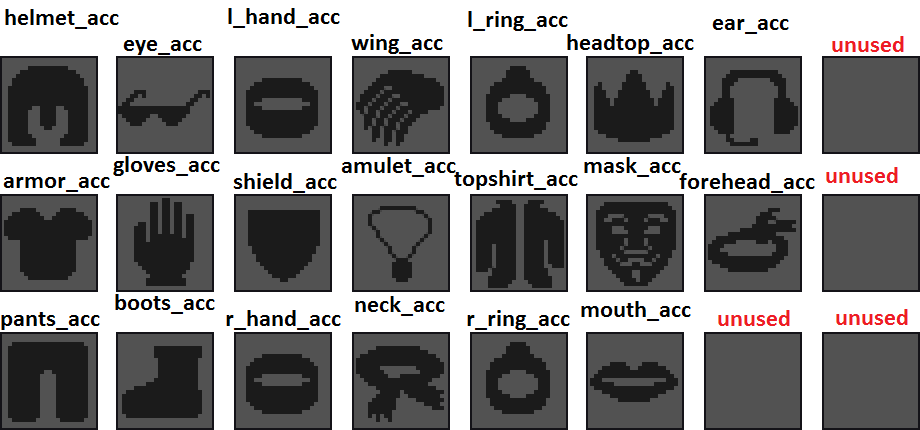 helmet_acc
eye_acc
l_hand_acc
wing_acc
l_ring_acc
headtop_acc
ear_acc
unused
armor_acc
gloves_acc
shield_acc
amulet_acc
topshirt_acc
mask_acc
forehead_acc
unused
pants_acc
boots_acc
r_hand_acc
neck_acc
r_ring_acc
mouth_acc
unused
unused